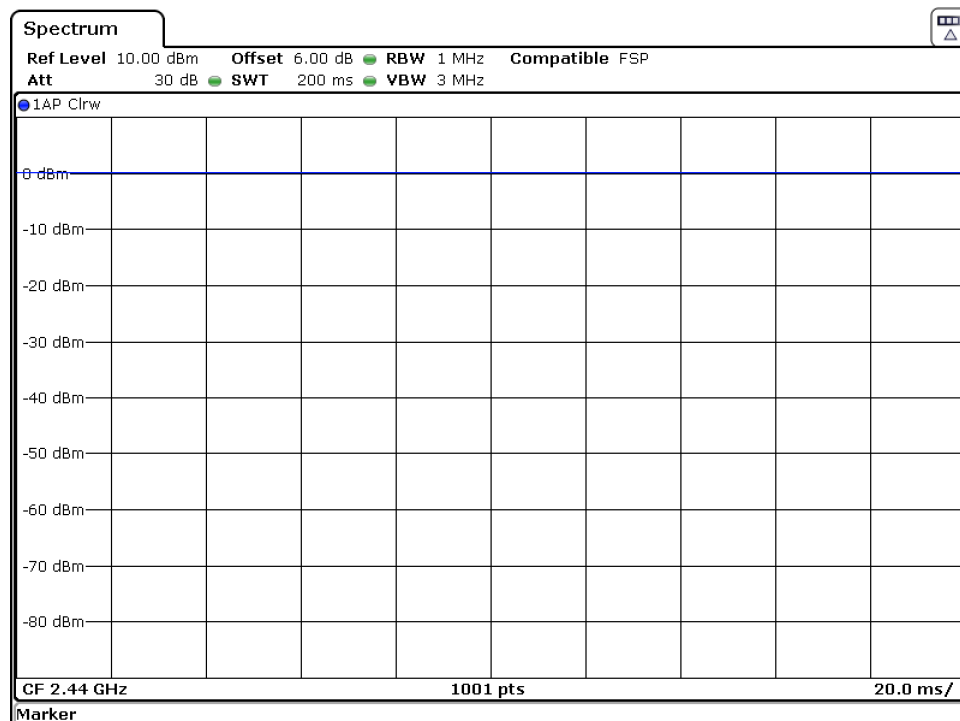 Spectrum
Ref Level 10.00 dBm Offset 6.00 dB RBW 1 MHz Compatible FSP
Att 30 dB SWT 200 ms VBW 3 MHz
1AP Clrw
0 dBm
-10 dBm
-20 dBm
-30 dBm
-40 dBm
-50 dBm
-60 dBm
-70 dBm
-80 dBm
CF 2.44 GHz 1001 pts 20.0 ms/
Marker